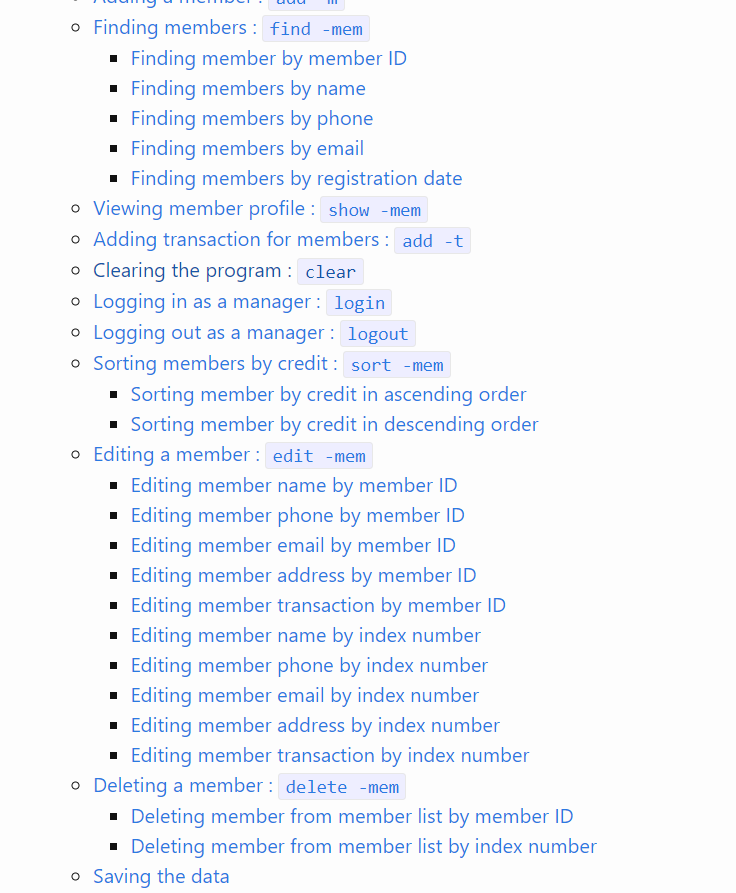 Adding a member : add -m
Finding members : find -mem
Finding member by member ID
Finding members by name
Finding members by phone
Finding members by email
Finding members by registration date
Viewing member profile : show -mem
Adding transaction for members : add -t
Clearing the program : clear
Logging in as a manager : login
Logging out as a manager : logout
Sorting members by credit : sort -mem
Sorting member by credit in ascending order
Sorting member by credit in descending order
Editing a member : edit -mem
Editing member name by member ID
Editing member phone by member ID
Editing member email by member ID
Editing member address by member ID
Editing member transaction by member ID
Editing member name by index number
Editing member phone by index number
Editing member email by index number
Editing member address by index number
Editing member transaction by index number
Deleting a member : delete -mem
Deleting member from member list by member ID
Deleting member from member list by index number
Saving the data